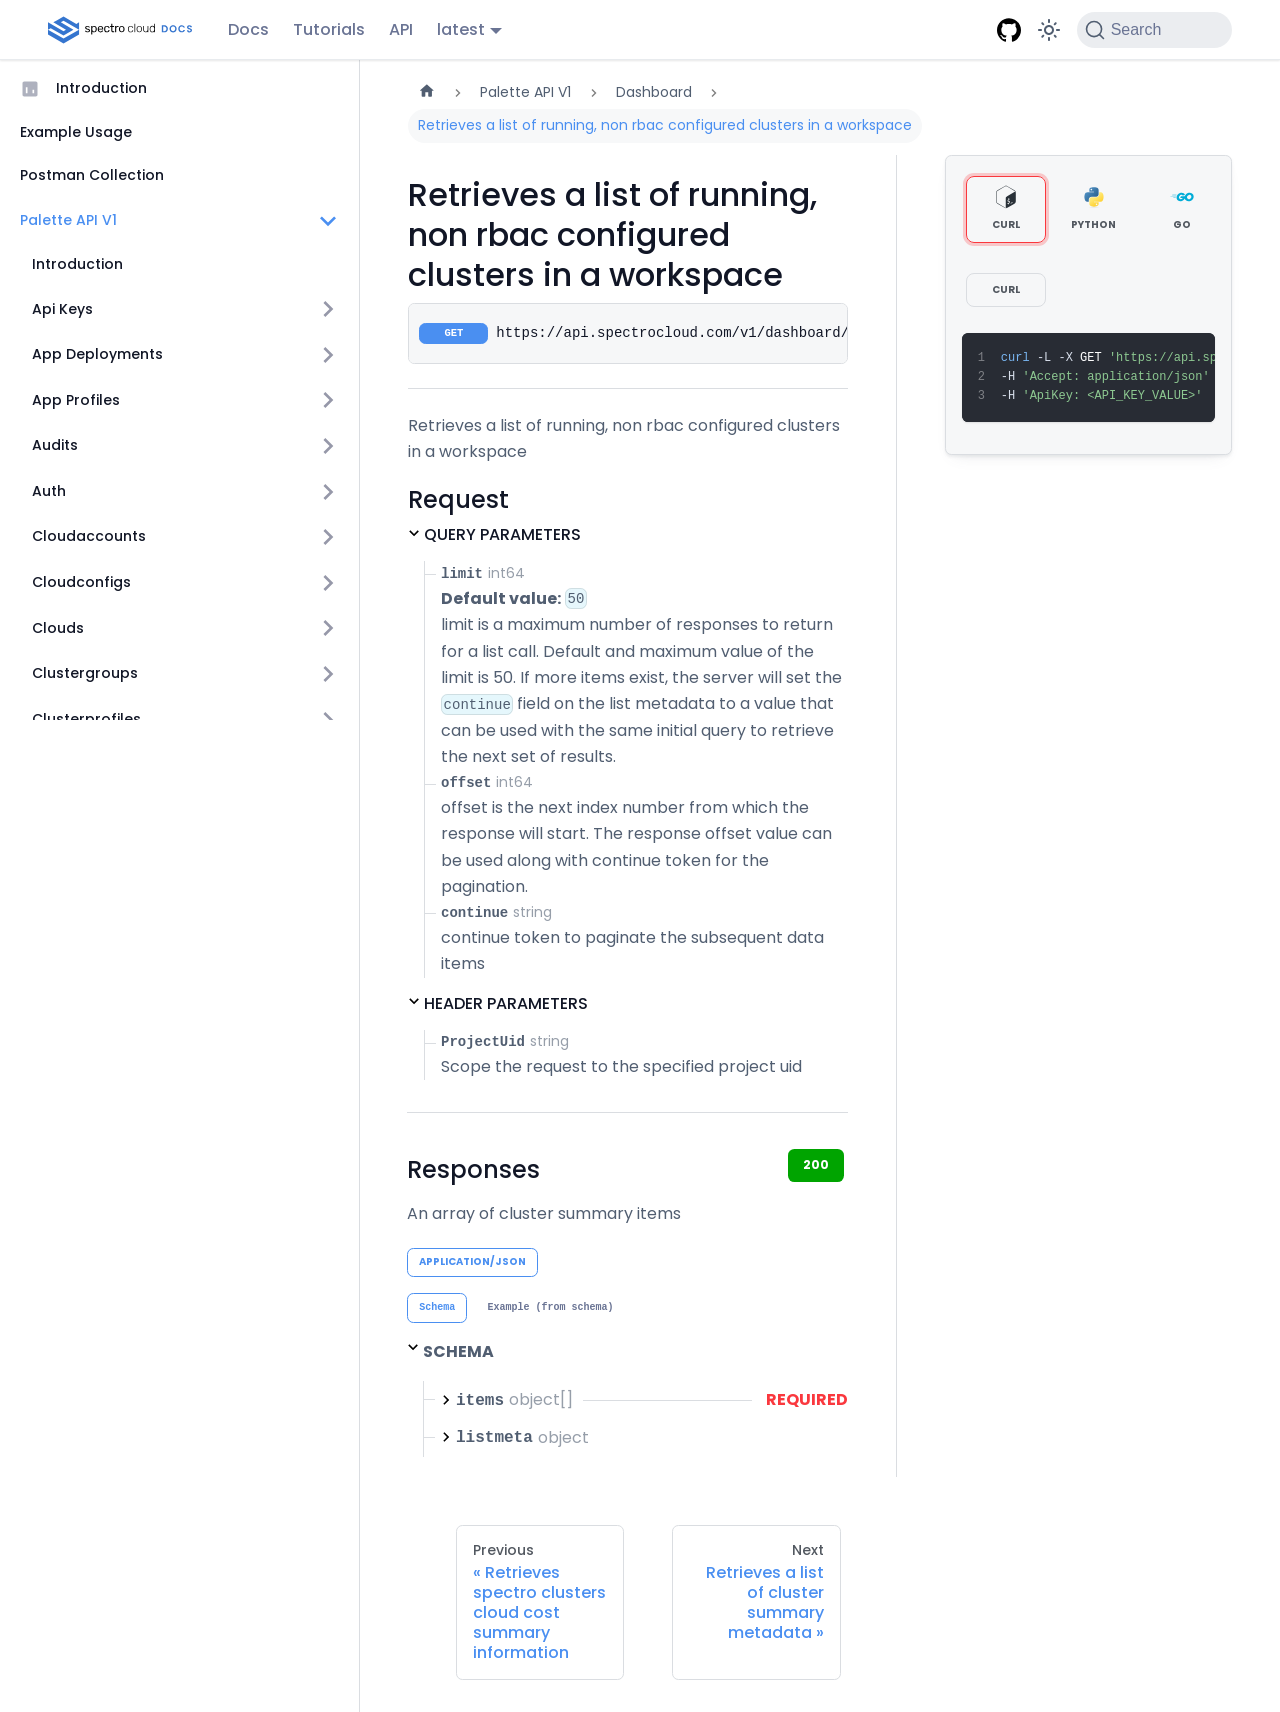 spectro cloud DOCS
Docs
Tutorials
API
latest
Search
Introduction
Example Usage
Postman Collection
Palette API V1
Introduction
Api Keys
App Deployments
App Profiles
Audits
Auth
Cloudaccounts
Cloudconfigs
Clouds
Clustergroups
Clusterprofiles
Palette API V1
Dashboard
Retrieves a list of running, non rbac configured clusters in a workspace
Retrieves a list of running,
non rbac configured
clusters in a workspace
GET https://api.spectrocloud.com/v1/dashboard/
Retrieves a list of running, non rbac configured clusters
in a workspace
Request
QUERY PARAMETERS
limit int64
Default value: 50
limit is a maximum number of responses to return
for a list call. Default and maximum value of the
limit is 50. If more items exist, the server will set the
continue field on the list metadata to a value that
can be used with the same initial query to retrieve
the next set of results.
offset int64
offset is the next index number from which the
response will start. The response offset value can
be used along with continue token for the
pagination.
continue string
continue token to paginate the subsequent data
items
HEADER PARAMETERS
ProjectUid string
Scope the request to the specified project uid
Responses
200
An array of cluster summary items
APPLICATION/JSON
Schema
Example (from schema)
SCHEMA
items object[]
REQUIRED
listmeta object
Previous
« Retrieves
spectro clusters
cloud cost
summary
information
Next
Retrieves a list
of cluster
summary
metadata »
CURL
PYTHON
GO
CURL
1 curl -L -X GET 'https://api.sp
2 -H 'Accept: application/json'
3 -H 'ApiKey: <API_KEY_VALUE>'